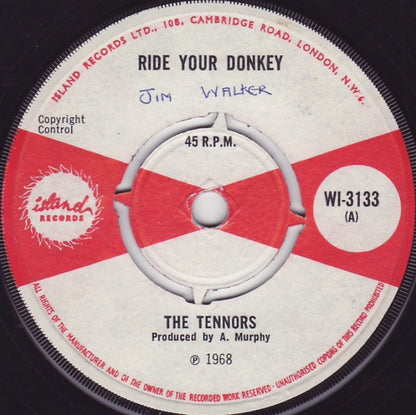 ISLAND RECORDS LTD., 108, CAMBRIDGE ROAD, LONDON, N.W.6.
RIDE YOUR DONKEY
JIM WALKER
Copyright
Control
45 R.P.M.
island
RECORDS
WI-3133
(A)
THE TENNORS
Produced by A. Murphy
℗ 1968
ALL RIGHTS OF THE MANUFACTURER AND OF THE OWNER OF THE RECORDED WORK RESERVED-UNAUTHORISED COPYING OF THIS RECORD PROHIBITED